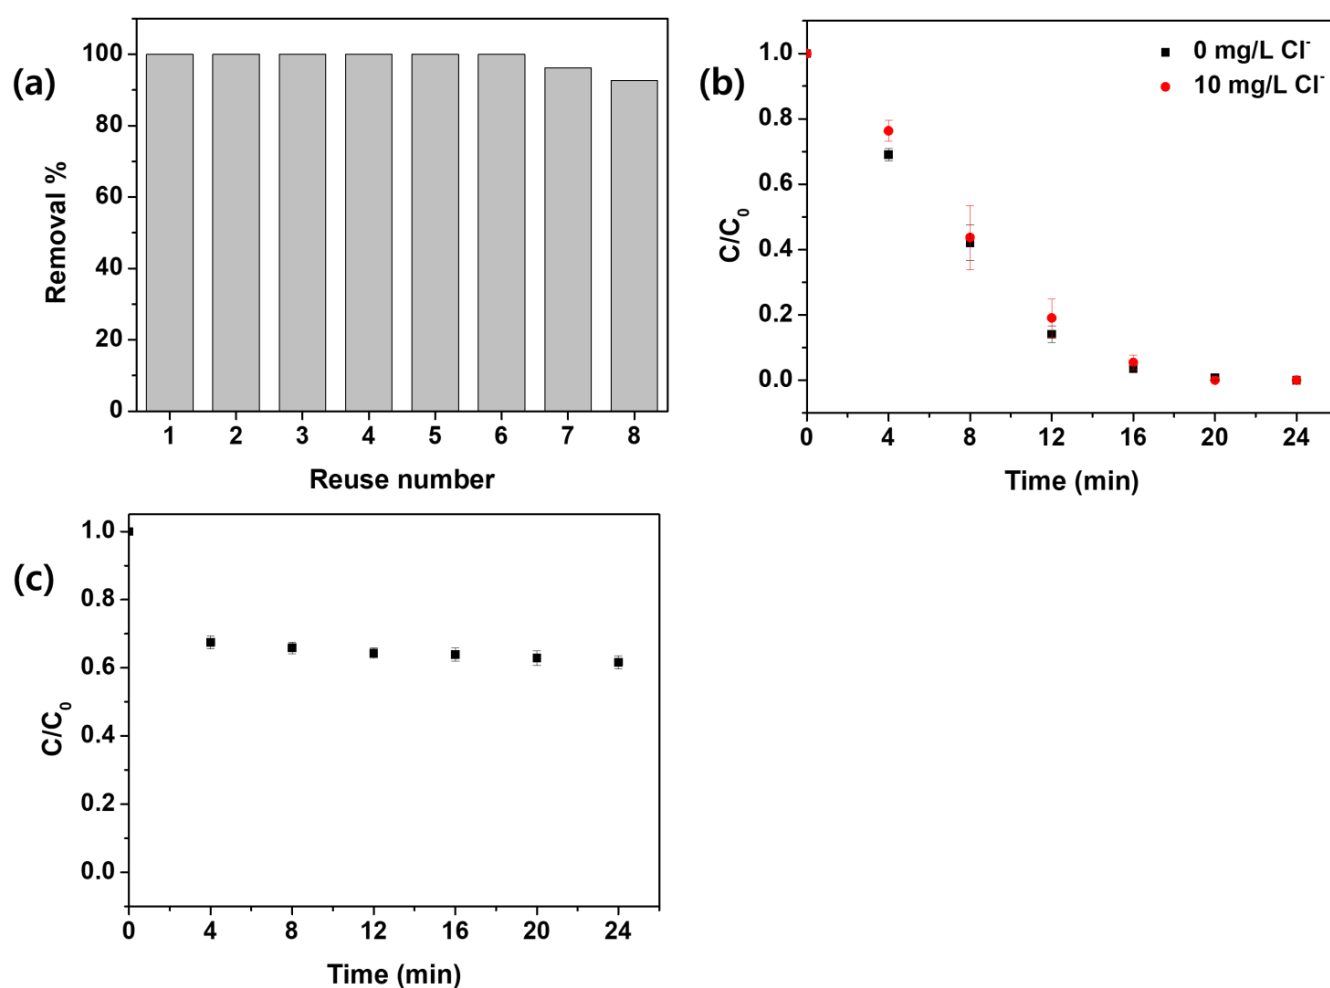 (a)
Removal %
100
80
60
40
20
0
1 2 3 4 5 6 7 8
Reuse number
(b)
C/C₀
1.0
0.8
0.6
0.4
0.2
0.0
0 4 8 12 16 20 24
Time (min)
0 mg/L Cl⁻
10 mg/L Cl⁻
(c)
C/C₀
1.0
0.8
0.6
0.4
0.2
0.0
0 4 8 12 16 20 24
Time (min)